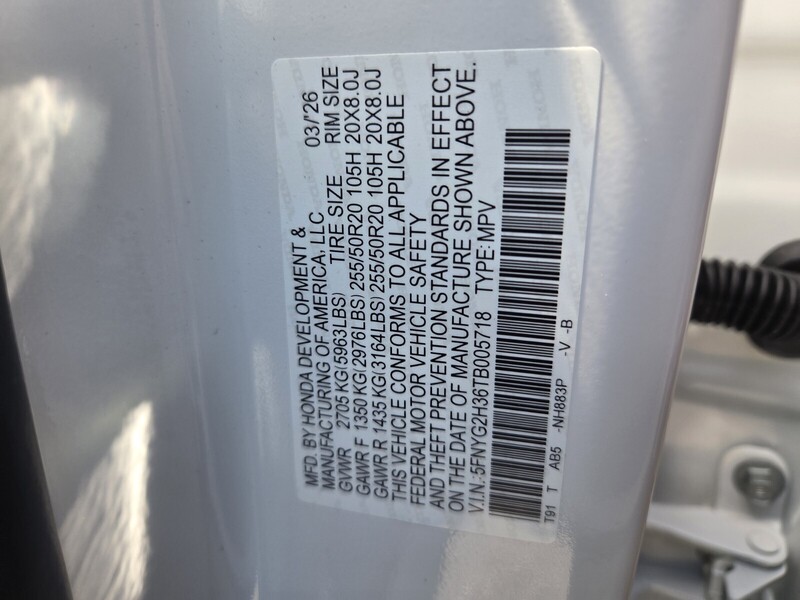 MFD. BY HONDA DEVELOPMENT &
MANUFACTURING OF AMERICA, LLC 03/'26
GVWR 2705 KG(5963LBS) TIRE SIZE RIM SIZE
GAWR F 1350 KG(2976LBS) 255/50R20 105H 20X8.0J
GAWR R 1435 KG(3164LBS) 255/50R20 105H 20X8.0J
THIS VEHICLE CONFORMS TO ALL APPLICABLE
FEDERAL MOTOR VEHICLE SAFETY
AND THEFT PREVENTION STANDARDS IN EFFECT
ON THE DATE OF MANUFACTURE SHOWN ABOVE.
V.I.N.: 5FNYG2H36TB005718 TYPE: MPV
T91 T AB5 -NH883P -V -B